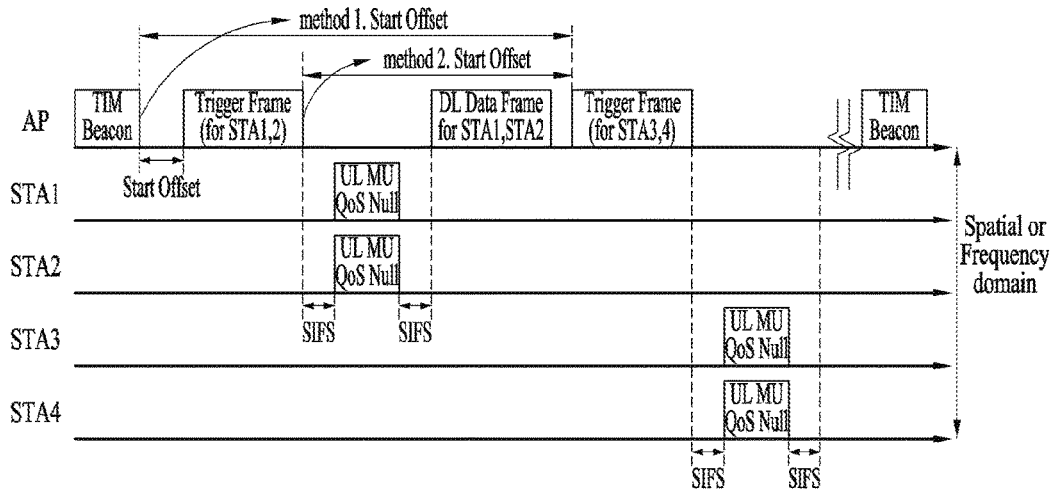 method 1. Start Offset
method 2. Start Offset
AP
TIM
Beacon
Trigger Frame
(for STA1,2)
DL Data Frame
for STA1,STA2
Trigger Frame
(for STA3,4)
TIM
Beacon
Start Offset
STA1
UL MU
QoS Null
STA2
UL MU
QoS Null
SIFS
SIFS
Spatial or
Frequency
domain
STA3
UL MU
QoS Null
STA4
UL MU
QoS Null
SIFS
SIFS